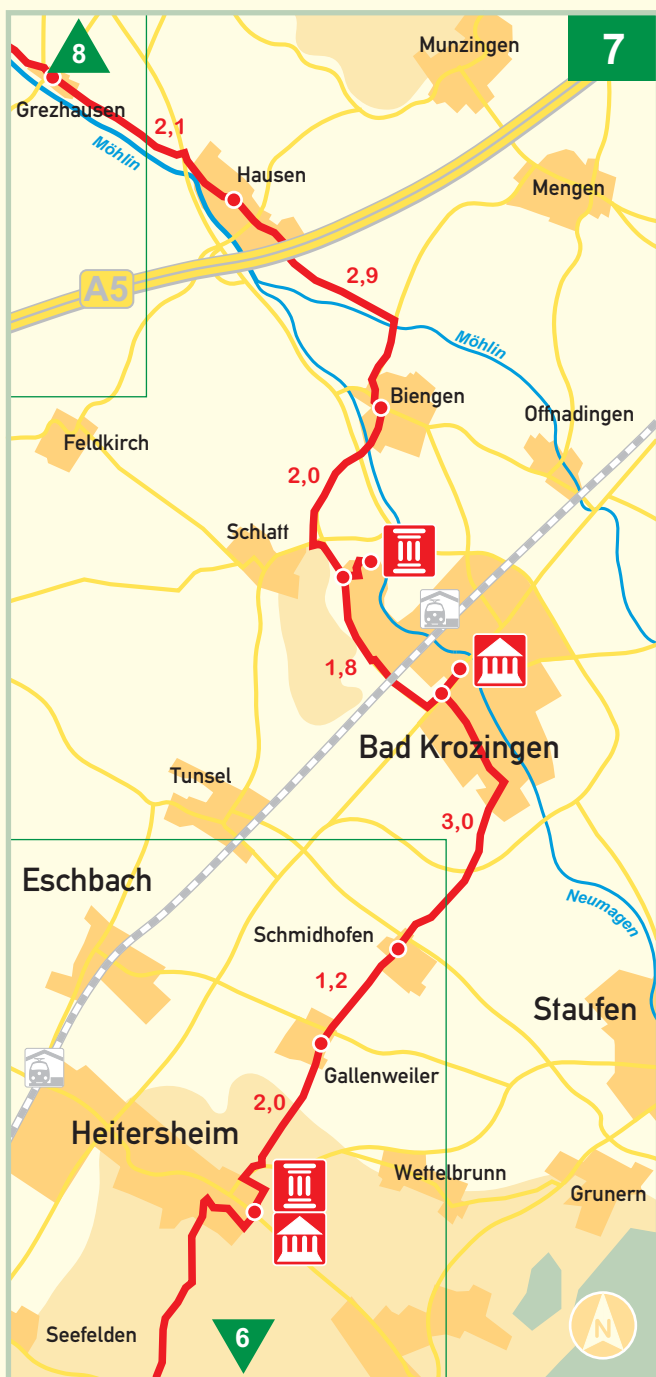 8
Munzingen
7
Grezhausen
2,1
Möhlin
Hausen
Mengen
A5
2,9
Möhlin
Biengen
Offnadingen
Feldkirch
2,0
Schlatt
1,8
Bad Krozingen
Tunsel
3,0
Eschbach
Neumagen
Schmidhofen
1,2
Staufen
Gallenweiler
2,0
Heitersheim
Wettelbrunn
Grunern
Seefelden
6
N